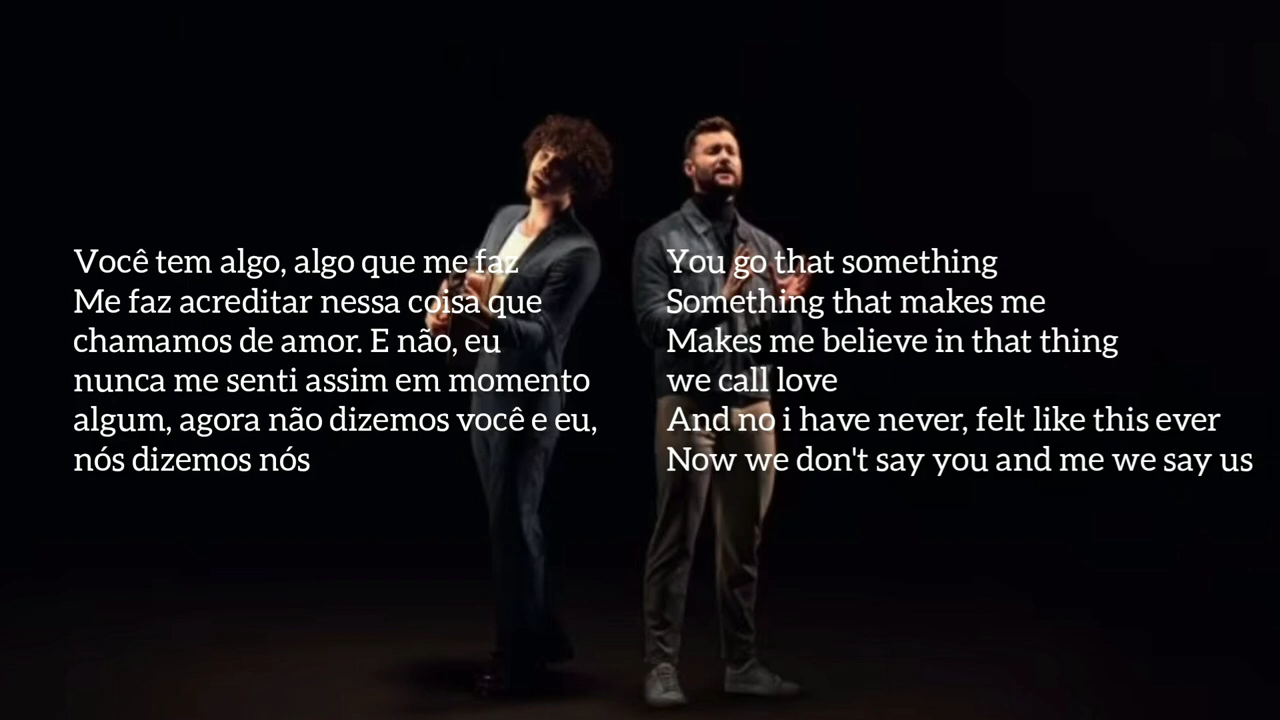 Você tem algo, algo que me faz
Me faz acreditar nessa coisa que
chamamos de amor. E não, eu
nunca me senti assim em momento
algum, agora não dizemos você e eu,
nós dizemos nós
You go that something
Something that makes me
Makes me believe in that thing
we call love
And no i have never, felt like this ever
Now we don't say you and me we say us